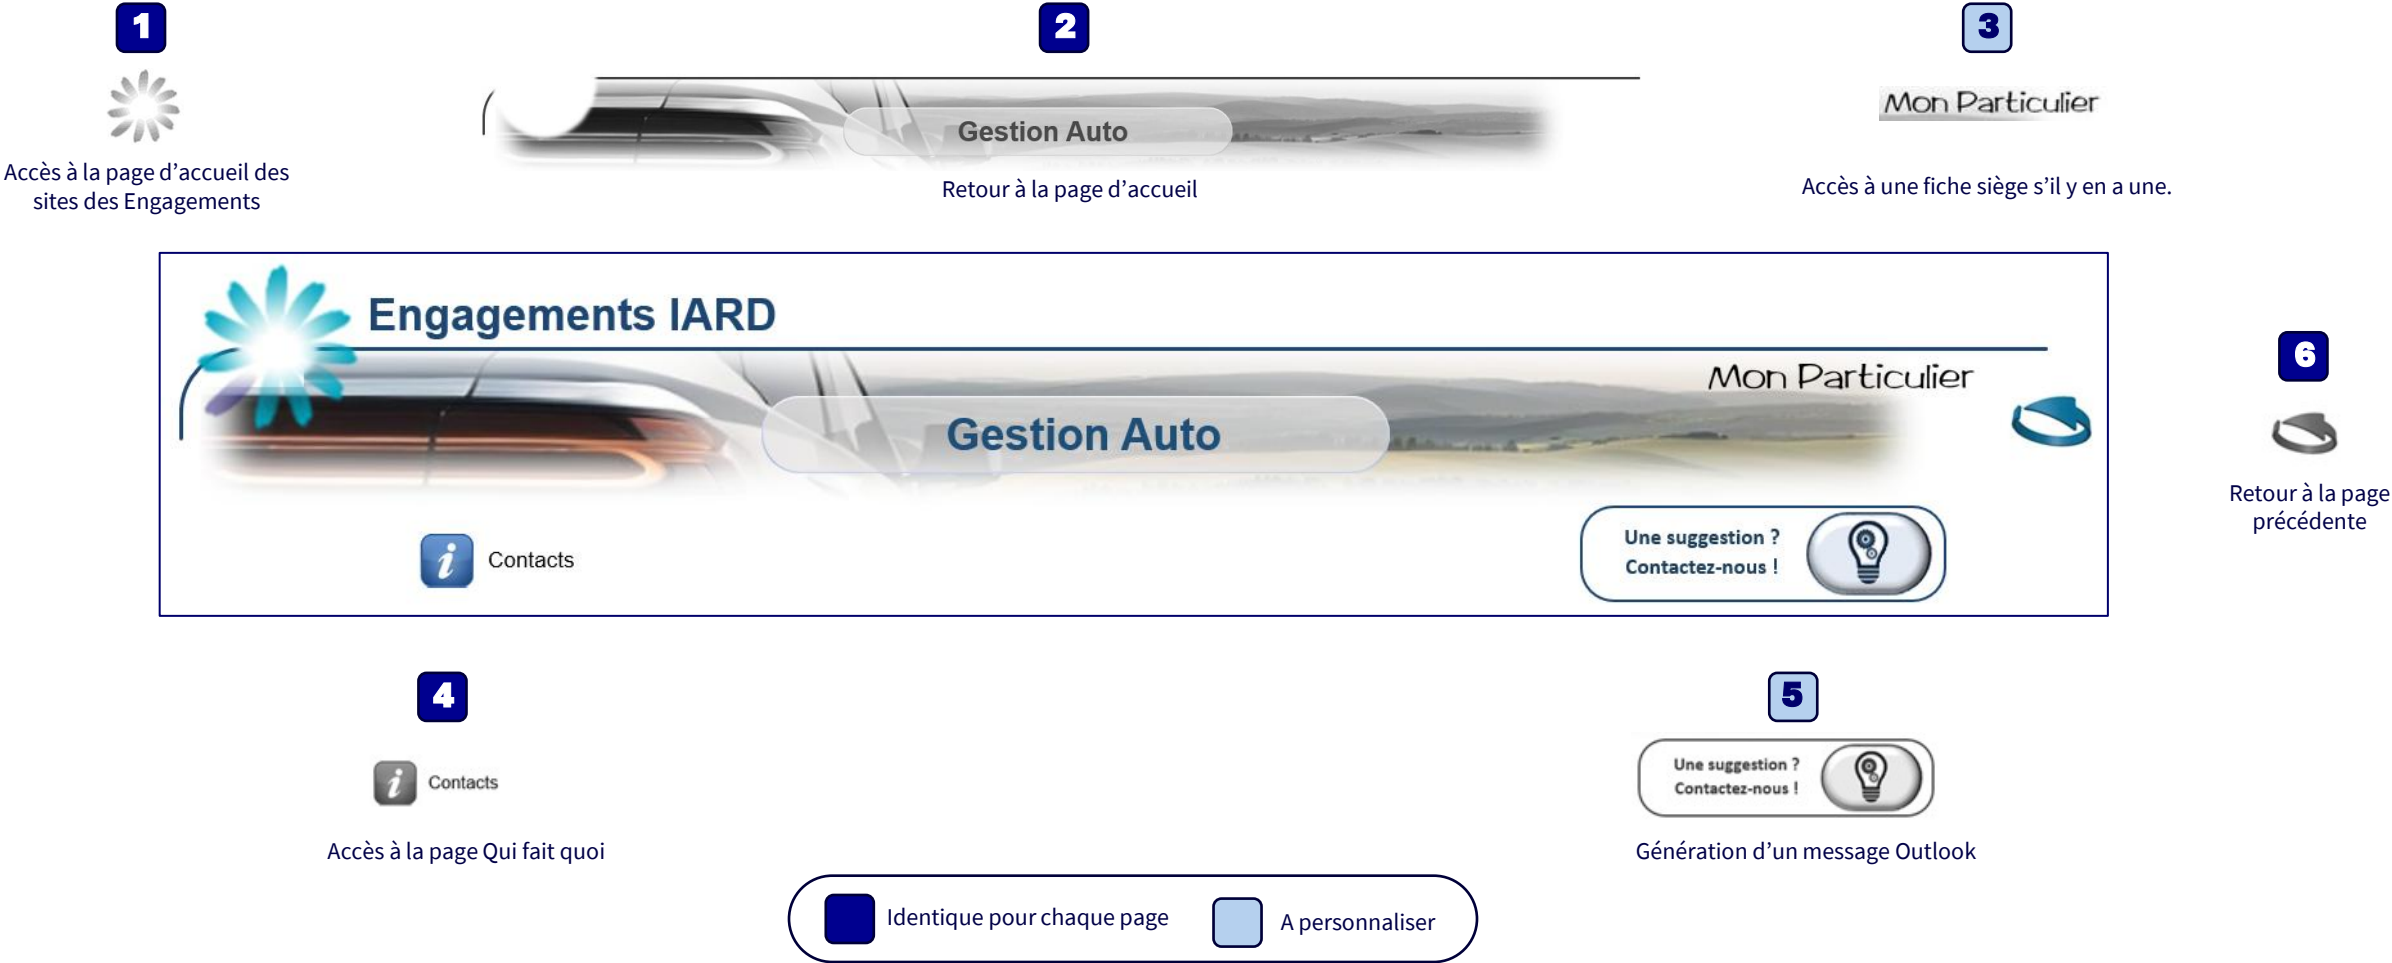 1
2
3
Mon Particulier
Gestion Auto
Accès à la page d’accueil des
sites des Engagements
Retour à la page d’accueil
Accès à une fiche siège s’il y en a une.
Engagements IARD
Mon Particulier
Gestion Auto
6
Retour à la page
précédente
i Contacts
Une suggestion ?
Contactez-nous !
4
5
i Contacts
Une suggestion ?
Contactez-nous !
Accès à la page Qui fait quoi
Génération d’un message Outlook
Identique pour chaque page
A personnaliser